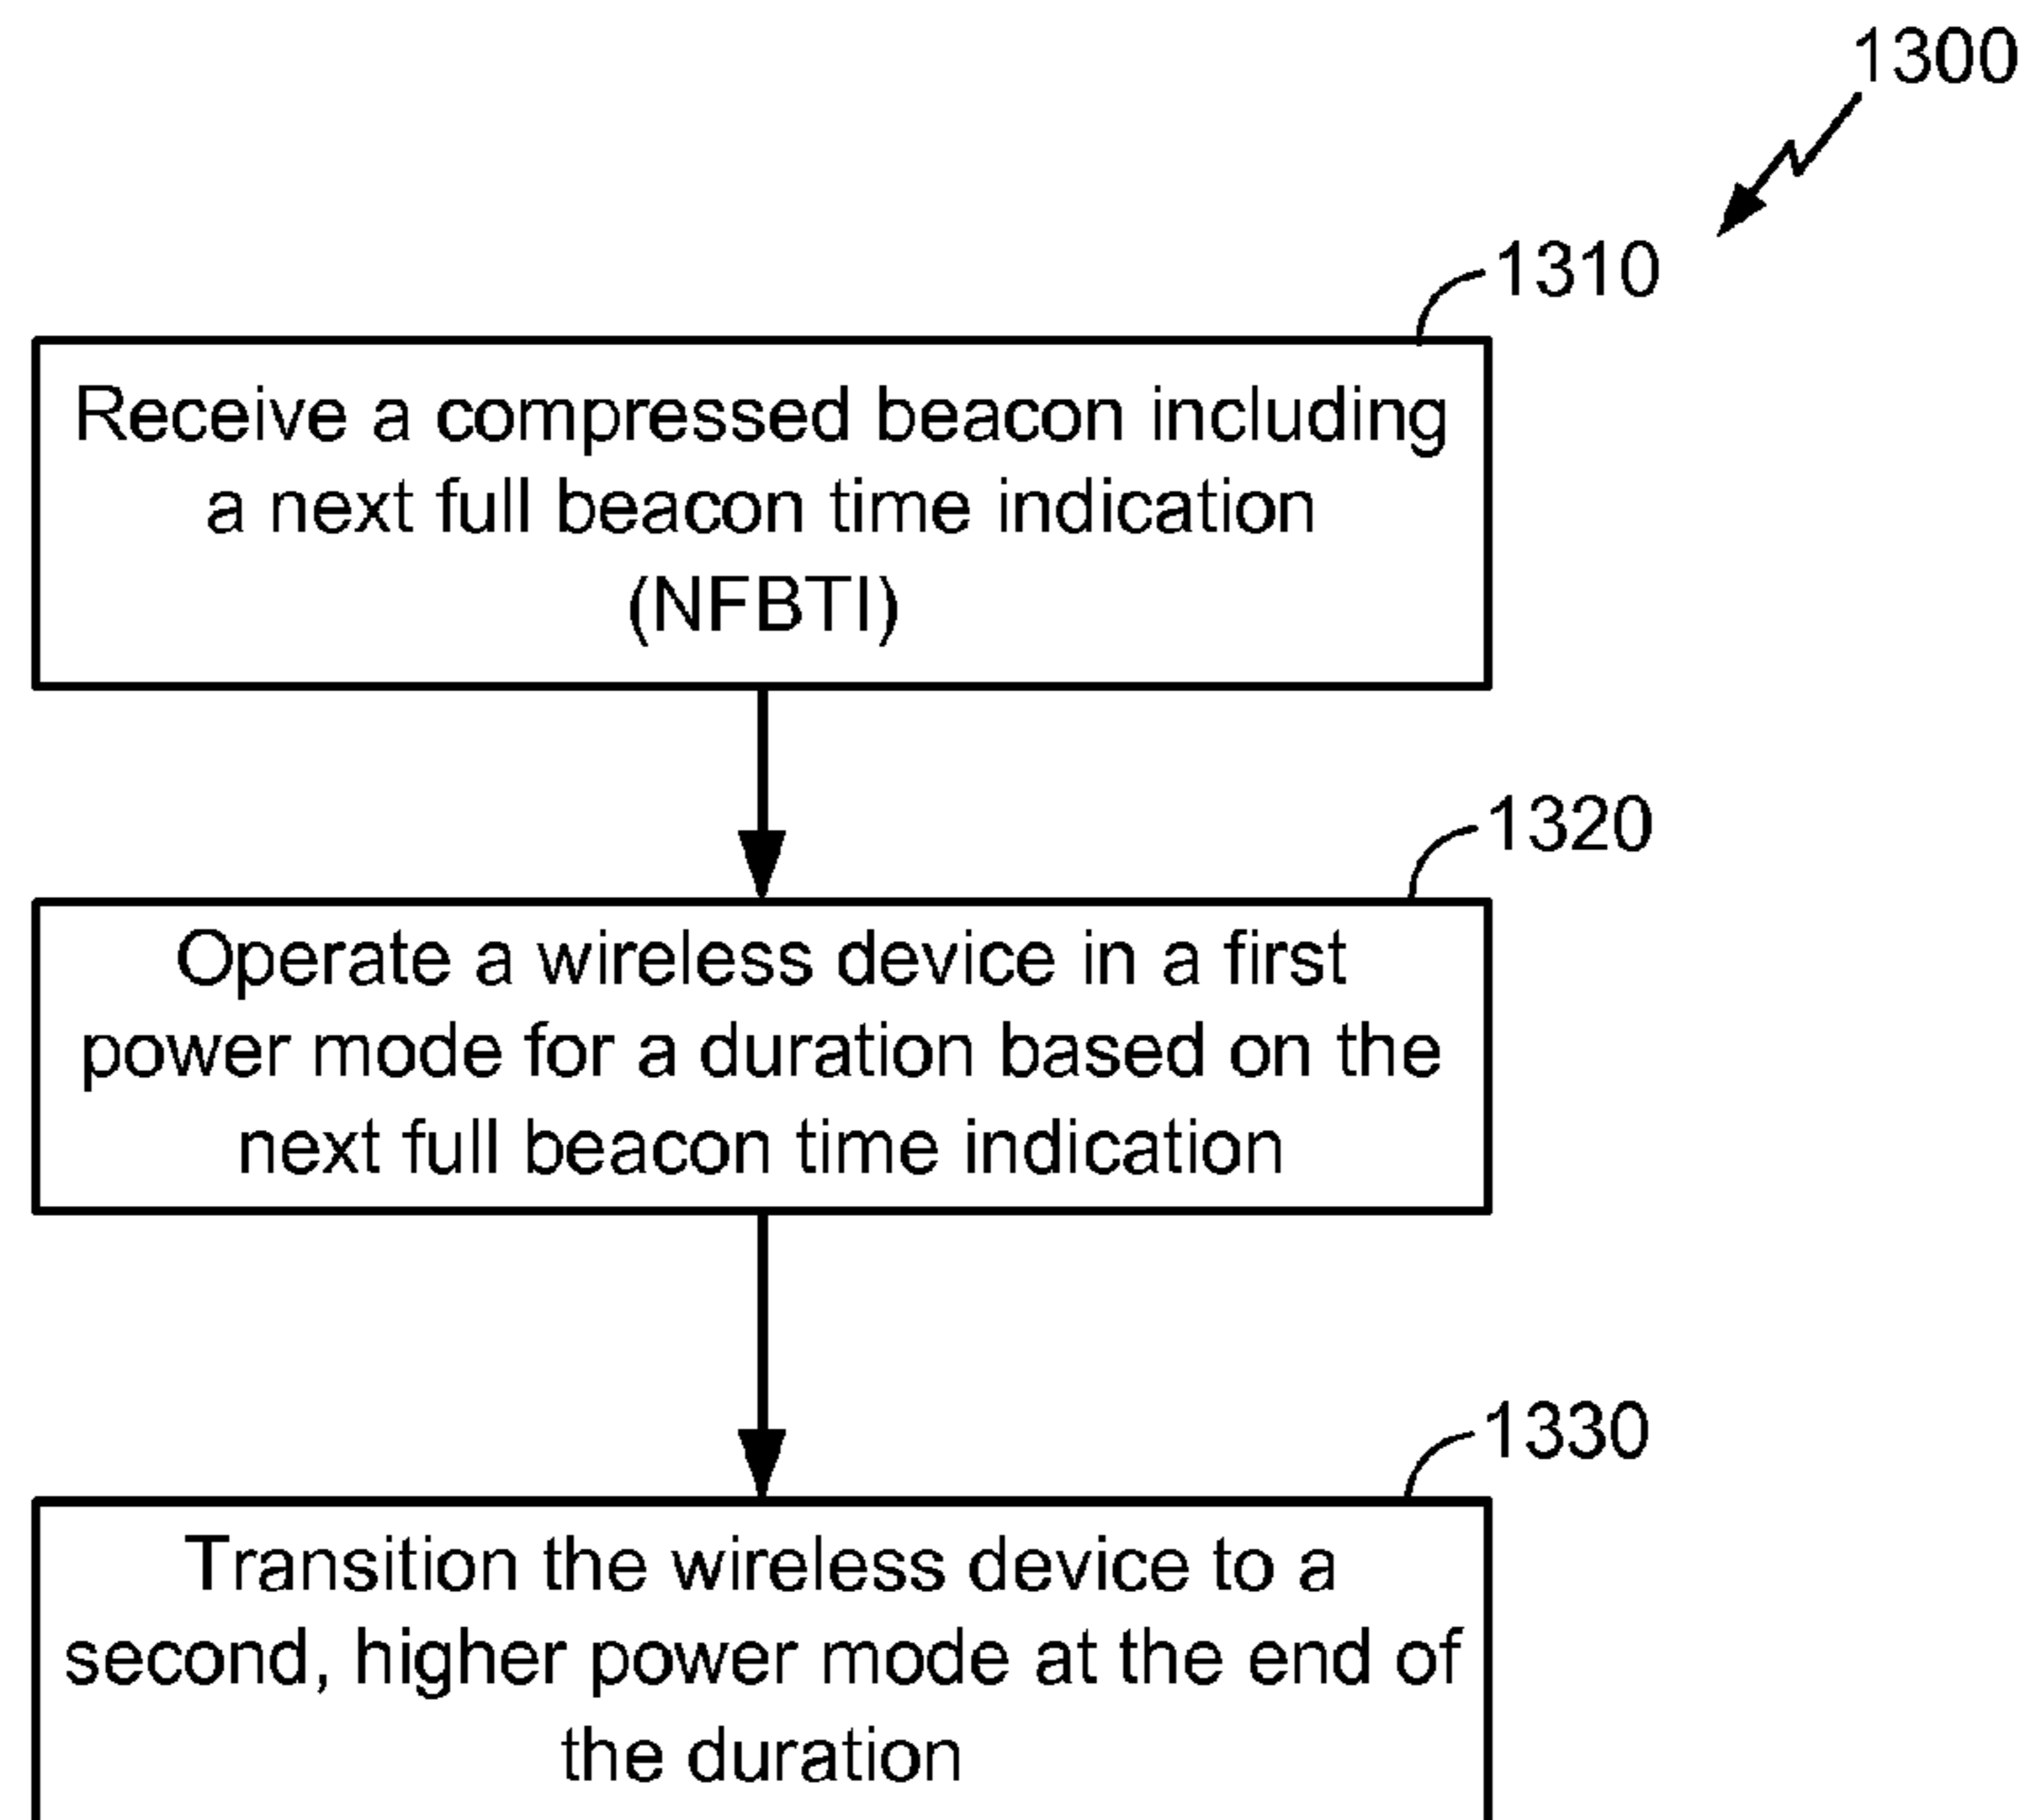 1300
1310
Receive a compressed beacon including
a next full beacon time indication
(NFBTI)
1320
Operate a wireless device in a first
power mode for a duration based on the
next full beacon time indication
1330
Transition the wireless device to a
second, higher power mode at the end of
the duration